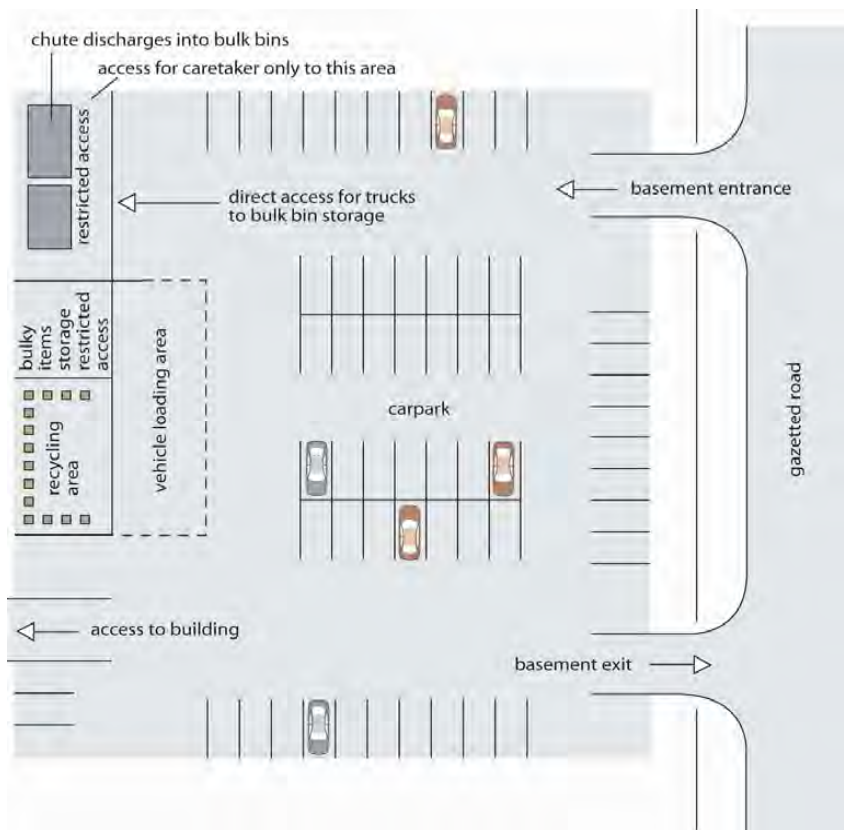 chute discharges into bulk bins
access for caretaker only to this area
restricted access
direct access for trucks
to bulk bin storage
basement entrance
bulky
items
storage
restricted
access
vehicle loading area
carpark
recycling
area
gazetted road
access to building
basement exit